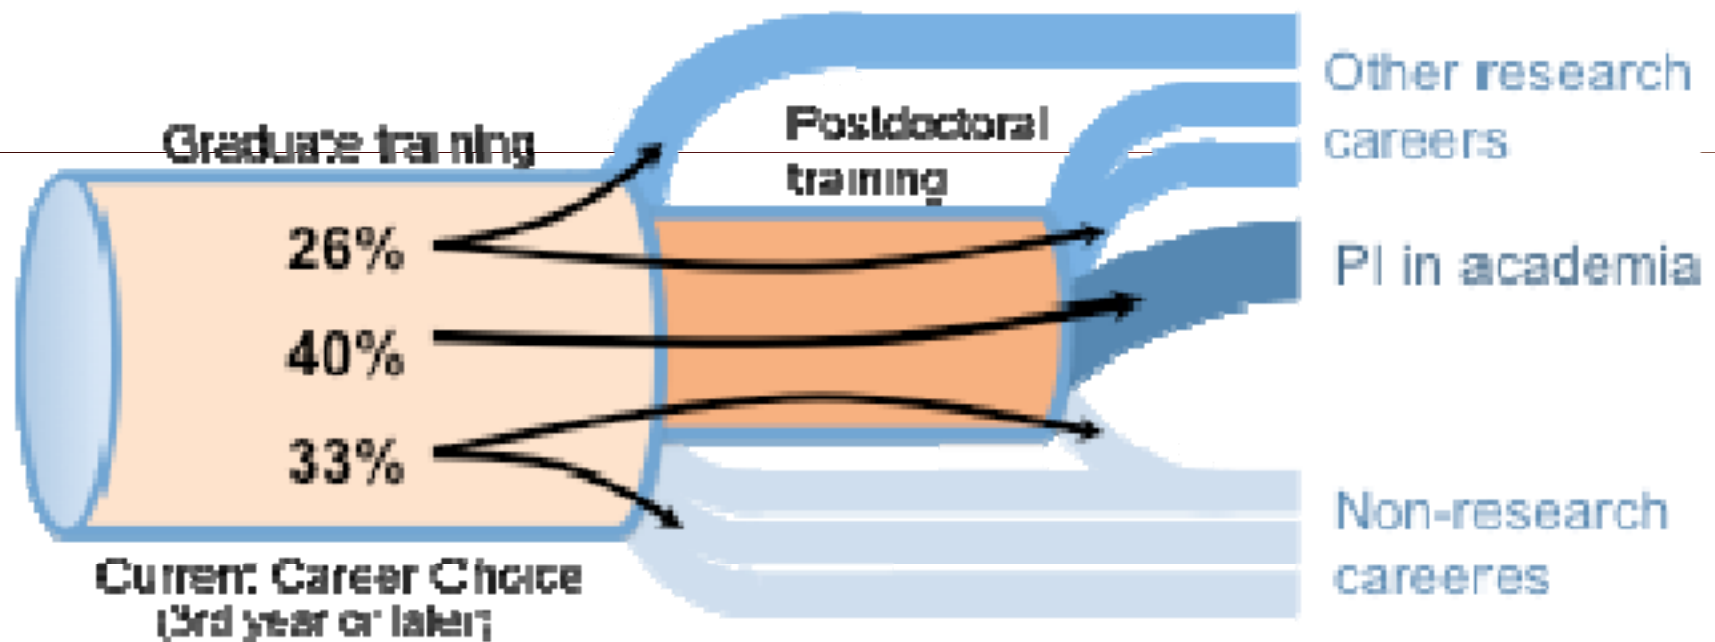 Graduate training
Postdoctoral
training
26%
40%
33%
Current Career Choice
(3rd year or later)
Other research
careers
PI in academia
Non-research
careeres